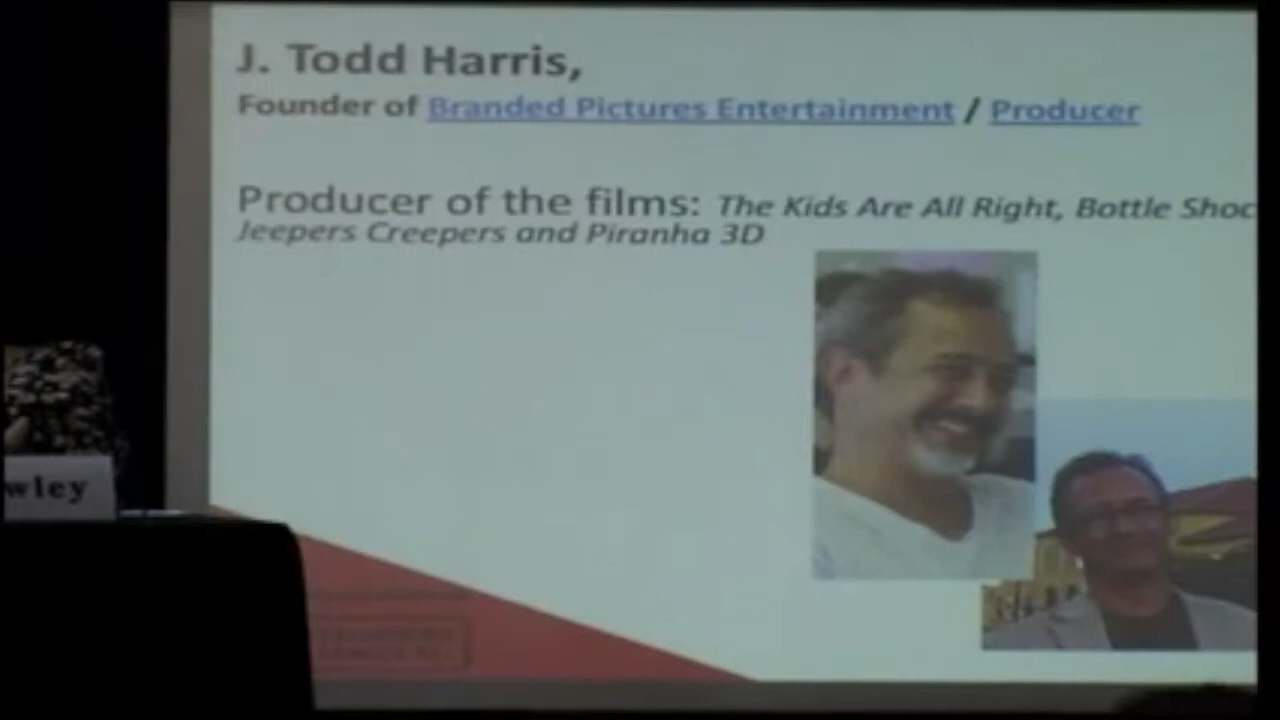 J. Todd Harris,
Founder of Branded Pictures Entertainment / Producer
Producer of the films: The Kids Are All Right, Bottle Shoc
Jeepers Creepers and Piranha 3D
wley